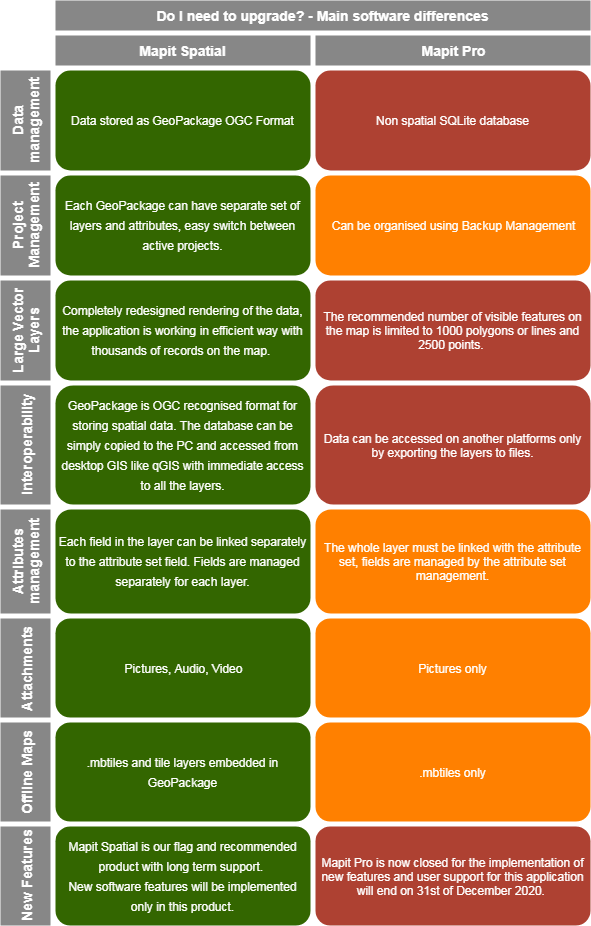 Do I need to upgrade? - Main software differences
Mapit Spatial
Mapit Pro
Data
management
Data stored as GeoPackage OGC Format
Non spatial SQLite database
Project
Management
Each GeoPackage can have separate set of
layers and attributes, easy switch between
active projects.
Can be organised using Backup Management
Large Vector
Layers
Completely redesigned rendering of the data,
the application is working in efficient way with
thousands of records on the map.
The recommended number of visible features on
the map is limited to 1000 polygons or lines and
2500 points.
Interoperability
GeoPackage is OGC recognised format for
storing spatial data. The database can be
simply copied to the PC and accessed from
desktop GIS like qGIS with immediate access
to all the layers.
Data can be accessed on another platforms only
by exporting the layers to files.
Attributes
management
Each field in the layer can be linked separately
to the attribute set field. Fields are managed
separately for each layer.
The whole layer must be linked with the attribute
set, fields are managed by the attribute set
management.
Attachments
Pictures, Audio, Video
Pictures only
Offline Maps
.mbtiles and tile layers embedded in
GeoPackage
.mbtiles only
New Features
Mapit Spatial is our flag and recommended
product with long term support.
New software features will be implemented
only in this product.
Mapit Pro is now closed for the implementation of
new features and user support for this application
will end on 31st of December 2020.